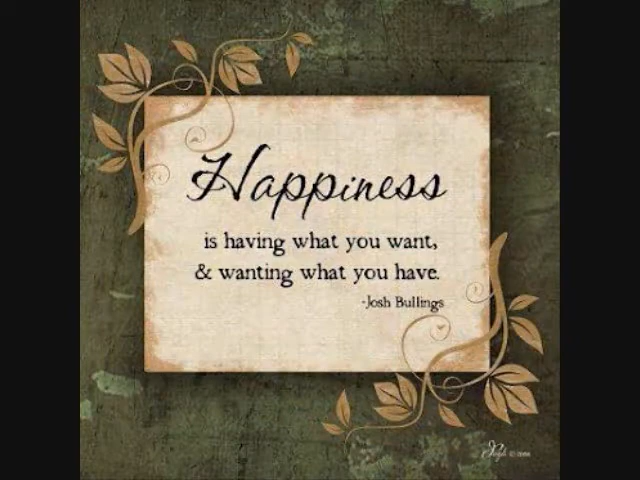 Happiness
is having what you want,
& wanting what you have.
-Josh Bullings